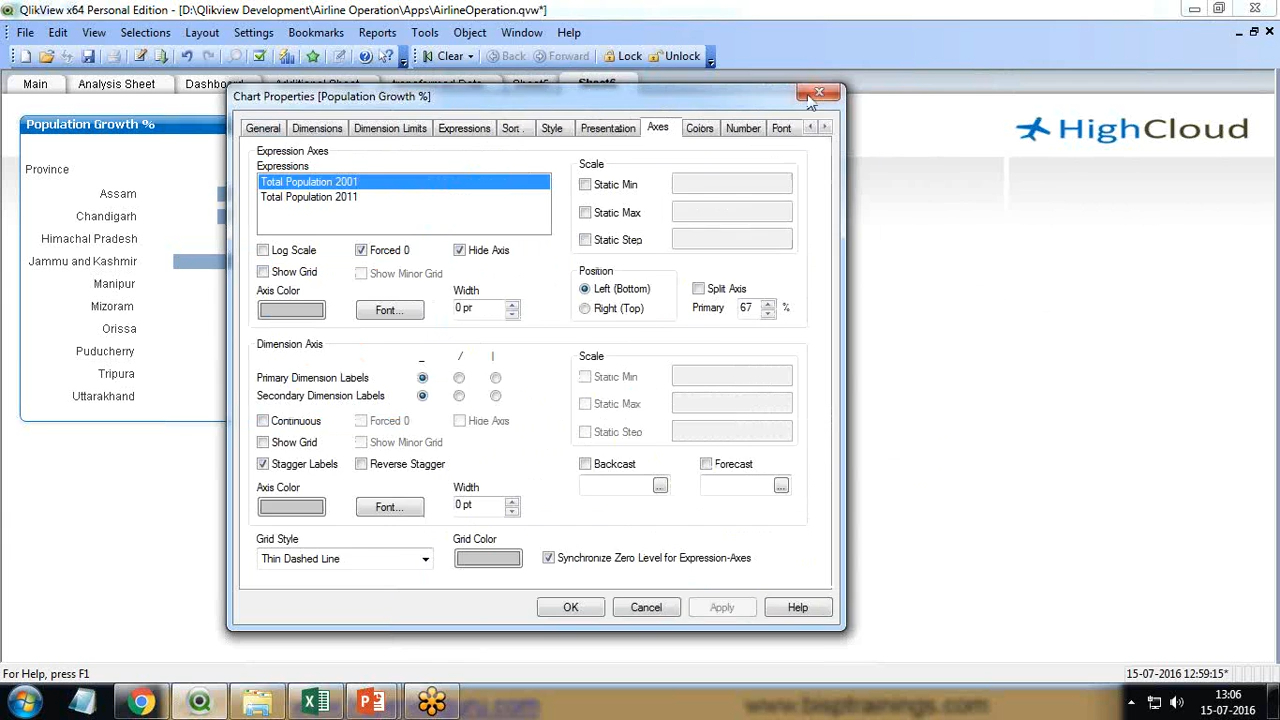 QlikView x64 Personal Edition - [D:\Qlikview Development\Airline Operation\Apps\AirlineOperation.qvw*]
File Edit View Selections Layout Settings Bookmarks Reports Tools Object Window Help
Clear Back Forward Lock Unlock
Main Analysis Sheet
Population Growth %
Province
Assam
Chandigarh
Himachal Pradesh
Jammu and Kashmir
Manipur
Mizoram
Orissa
Puducherry
Tripura
Uttarakhand
HighCloud
Chart Properties [Population Growth %]
General Dimensions Dimension Limits Expressions Sort Style Presentation Axes Colors Number Font
Expression Axes
Expressions
Total Population 2001
Total Population 2011
Log Scale Forced 0 Hide Axis
Show Grid Show Minor Grid
Axis Color Width
Font... 0 pt
Scale
Static Min
Static Max
Static Step
Position
Left (Bottom) Split Axis
Right (Top) Primary 67 %
Dimension Axis
_ / |
Primary Dimension Labels
Secondary Dimension Labels
Continuous Forced 0 Hide Axis
Show Grid Show Minor Grid
Stagger Labels Reverse Stagger
Axis Color Width
Font... 0 pt
Scale
Static Min
Static Max
Static Step
Backcast Forecast
... ...
Grid Style Grid Color
Thin Dashed Line Synchronize Zero Level for Expression-Axes
OK Cancel Apply Help
For Help, press F1 15-07-2016 12:59:15*
www.bisptrainings.com
13:06
15-07-2016